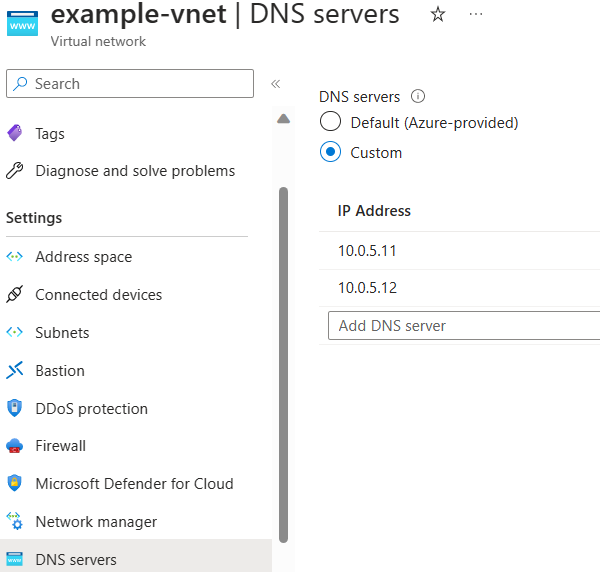 example-vnet | DNS servers
Virtual network
Search
Tags
Diagnose and solve problems
Settings
Address space
Connected devices
Subnets
Bastion
DDoS protection
Firewall
Microsoft Defender for Cloud
Network manager
DNS servers
DNS servers
Default (Azure-provided)
Custom
IP Address
10.0.5.11
10.0.5.12
Add DNS server